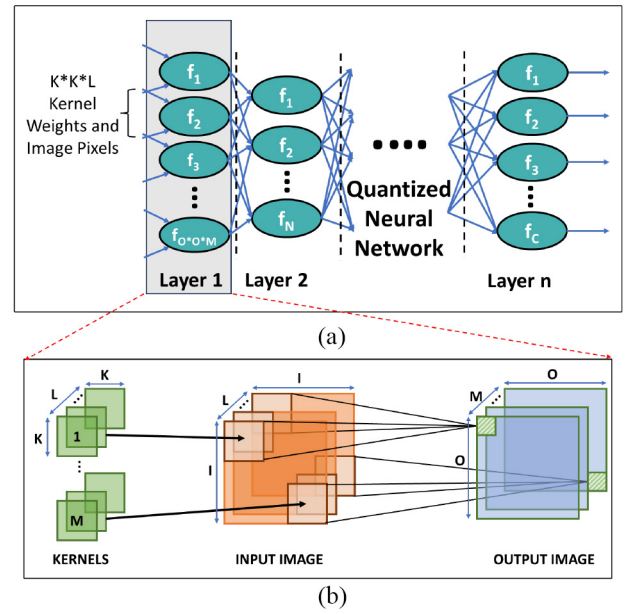 K*K*L
Kernel
Weights and
Image Pixels
f1
f2
f3
fO*O*M
Layer 1
f1
f2
fN
Layer 2
Quantized
Neural
Network
f1
f2
f3
fC
Layer n
(a)
K
L
K
1
M
KERNELS
I
L
I
INPUT IMAGE
O
M
O
OUTPUT IMAGE
(b)